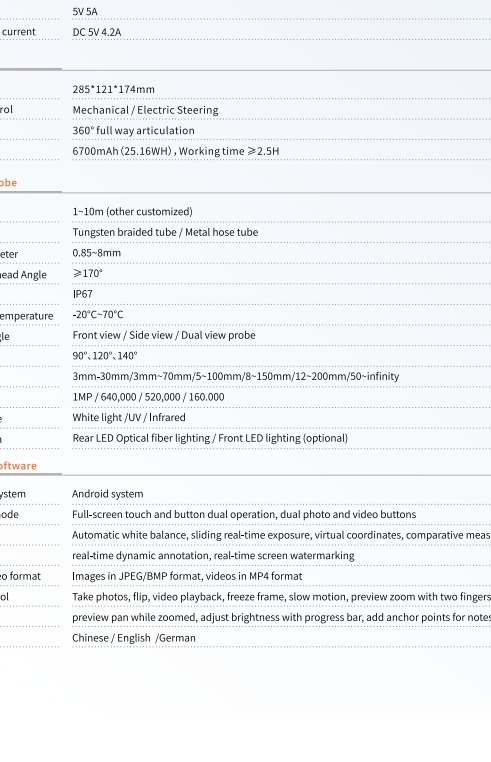 5V 5A
current DC 5V 4.2A
285*121*174mm
rol Mechanical / Electric Steering
360° full way articulation
6700mAh (25.16WH) , Working time ≥2.5H
obe
1~10m (other customized)
Tungsten braided tube / Metal hose tube
eter 0.85~8mm
head Angle ≥170°
IP67
emperature -20°C~70°C
gle Front view / Side view / Dual view probe
90°、120°、140°
3mm-30mm/3mm~70mm/5~100mm/8~150mm/12~200mm/50~infinity
1MP / 640,000 / 520,000 / 160.000
e White light /UV / Infrared
n Rear LED Optical fiber lighting / Front LED lighting (optional)
oftware
ystem Android system
node Full-screen touch and button dual operation, dual photo and video buttons
Automatic white balance, sliding real-time exposure, virtual coordinates, comparative meas
real-time dynamic annotation, real-time screen watermarking
eo format Images in JPEG/BMP format, videos in MP4 format
ol Take photos, flip, video playback, freeze frame, slow motion, preview zoom with two fingers
preview pan while zoomed, adjust brightness with progress bar, add anchor points for notes
Chinese / English /German